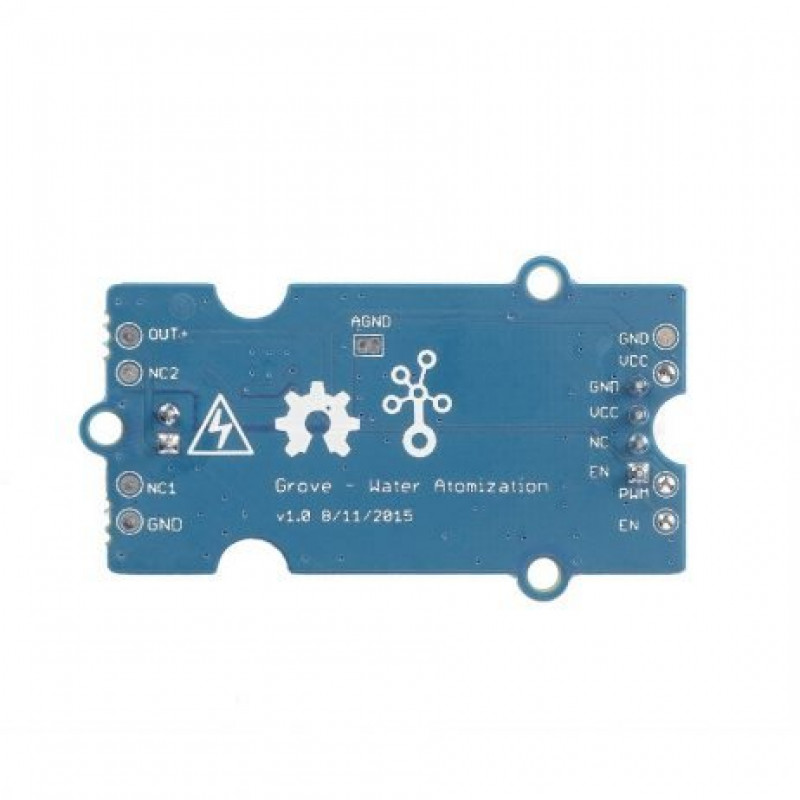 AGND
OUT+
GND
VCC
NC2
GND
VCC
NC
EN
NC1
Grove - Water Atomization
PWM
v1.0 8/11/2015
GND
EN